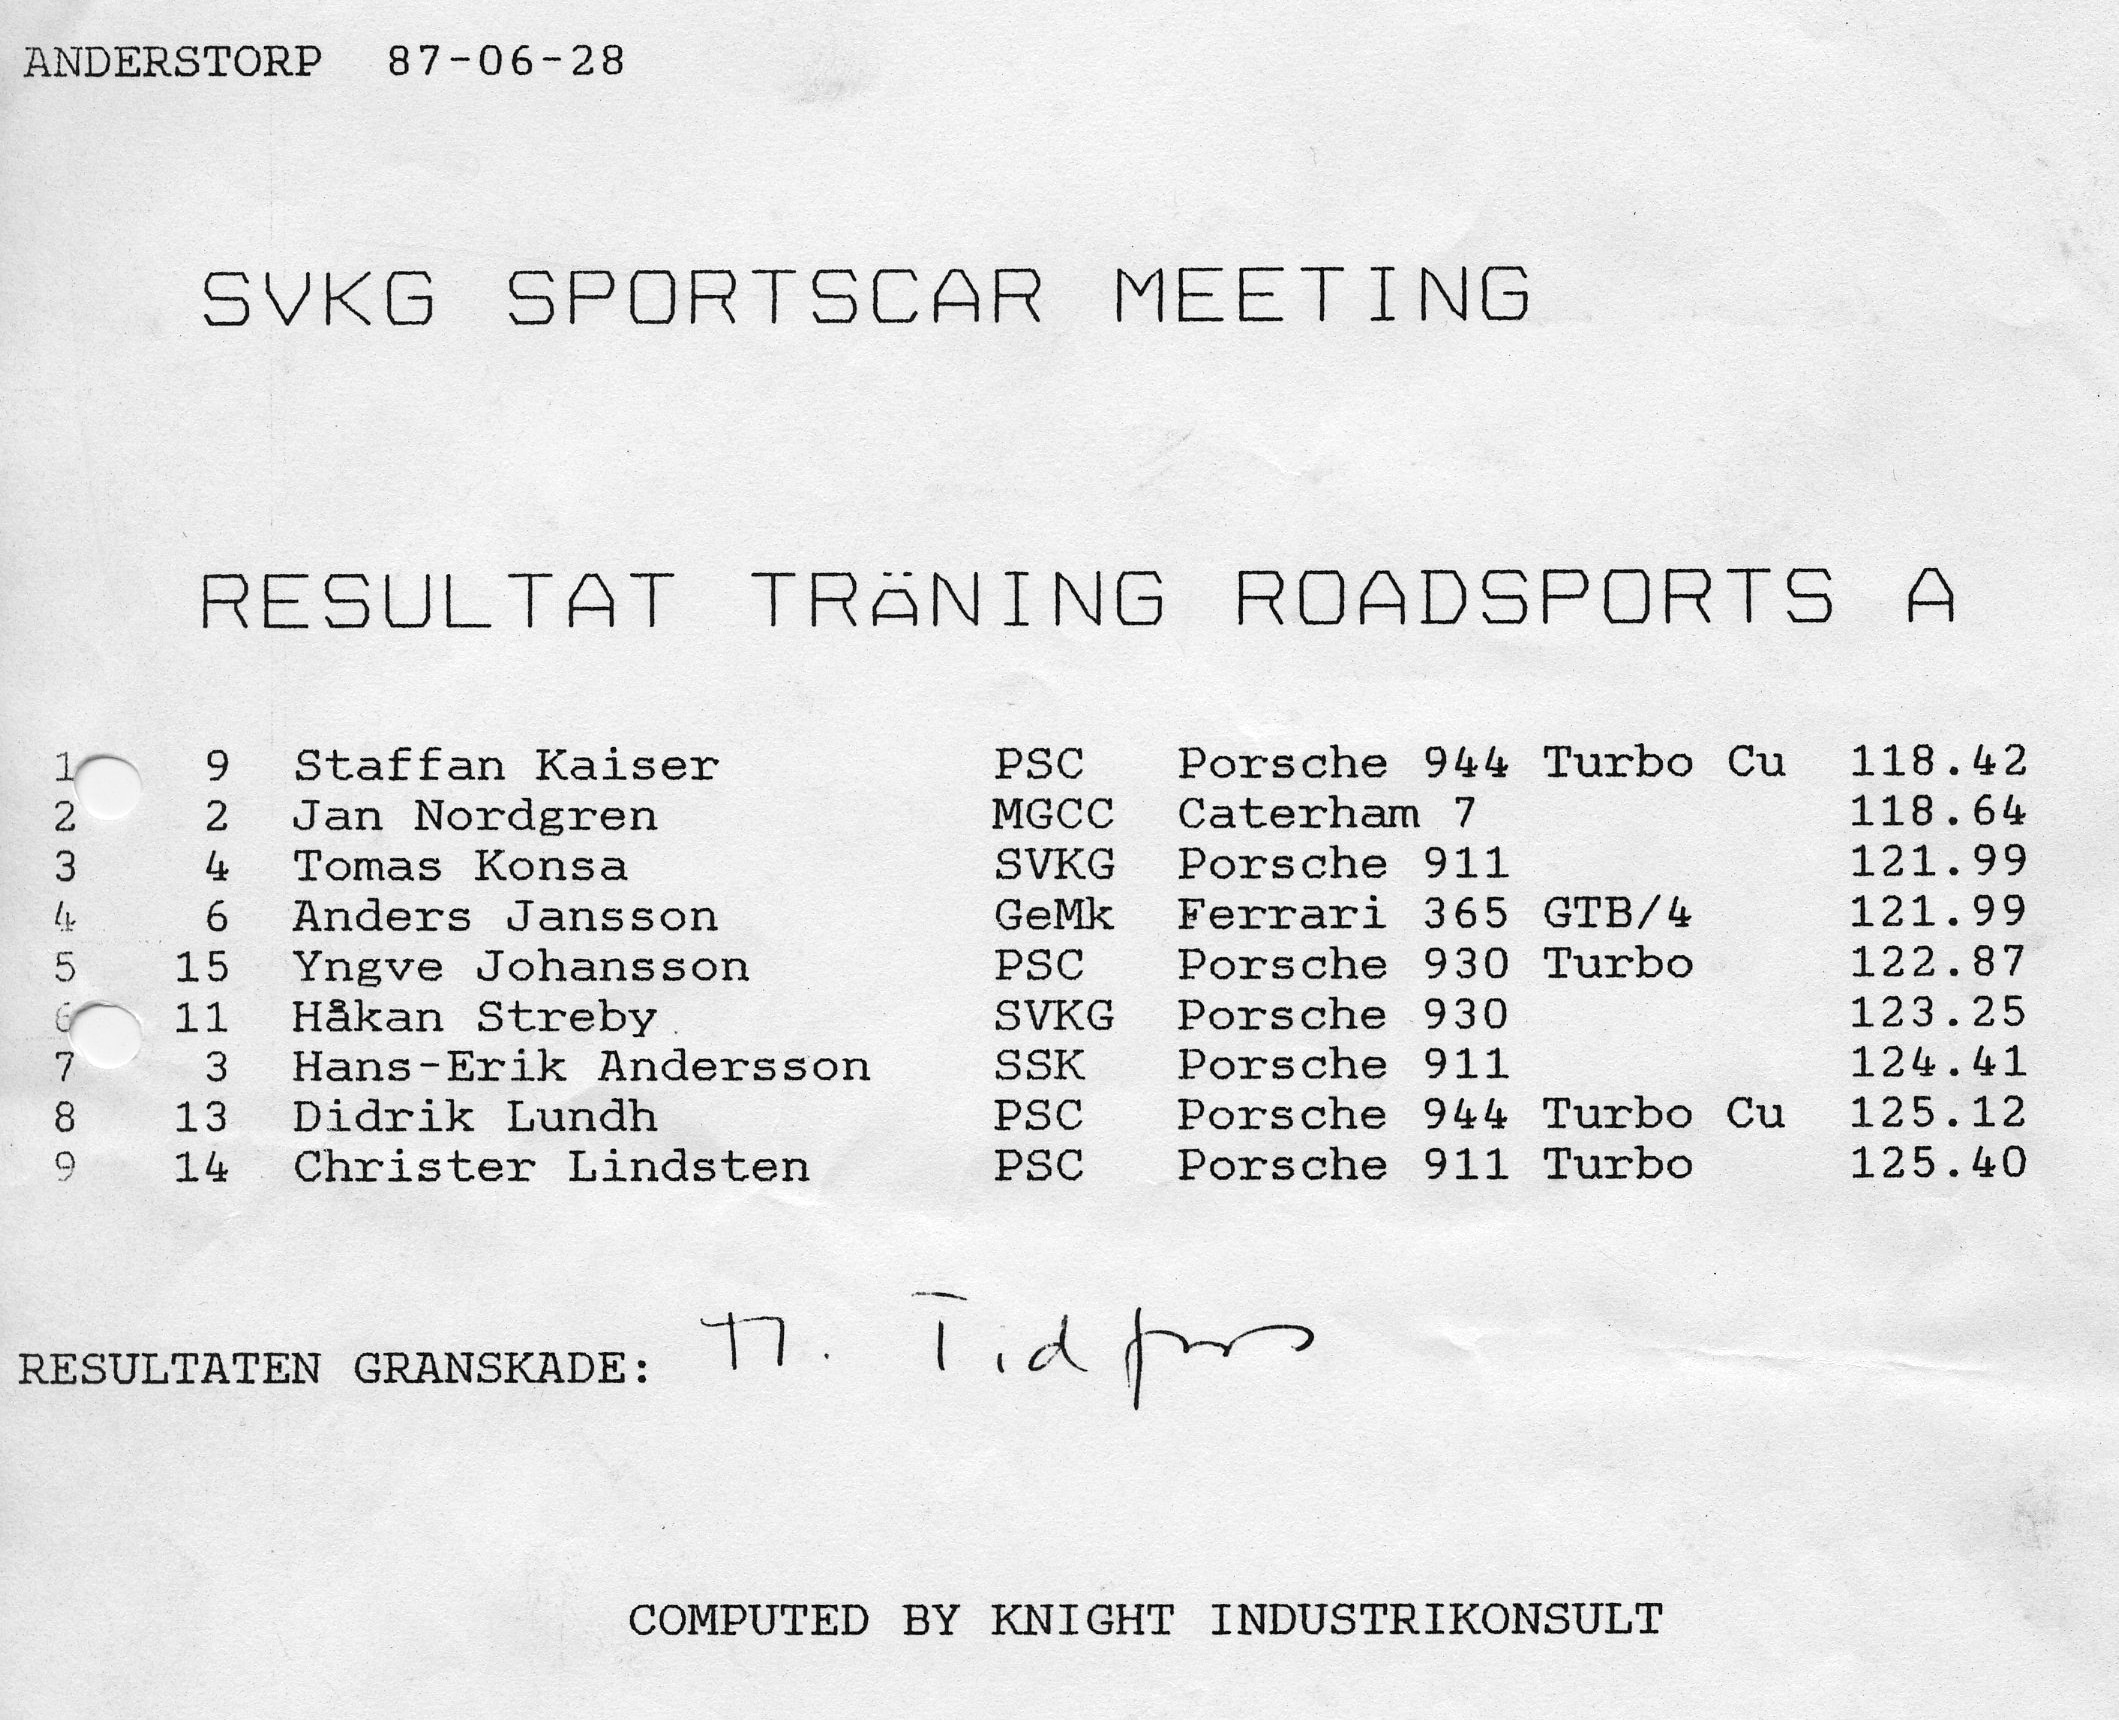 ANDERSTORP 87-06-28
SVKG SPORTSCAR MEETING
RESULTAT TRÄNING ROADSPORTS A
1 9 Staffan Kaiser PSC Porsche 944 Turbo Cu 118.42
2 2 Jan Nordgren MGCC Caterham 7 118.64
3 4 Tomas Konsa SVKG Porsche 911 121.99
4 6 Anders Jansson GeMk Ferrari 365 GTB/4 121.99
5 15 Yngve Johansson PSC Porsche 930 Turbo 122.87
6 11 Håkan Streby SVKG Porsche 930 123.25
7 3 Hans-Erik Andersson SSK Porsche 911 124.41
8 13 Didrik Lundh PSC Porsche 944 Turbo Cu 125.12
9 14 Christer Lindsten PSC Porsche 911 Turbo 125.40
RESULTATEN GRANSKADE:
COMPUTED BY KNIGHT INDUSTRIKONSULT